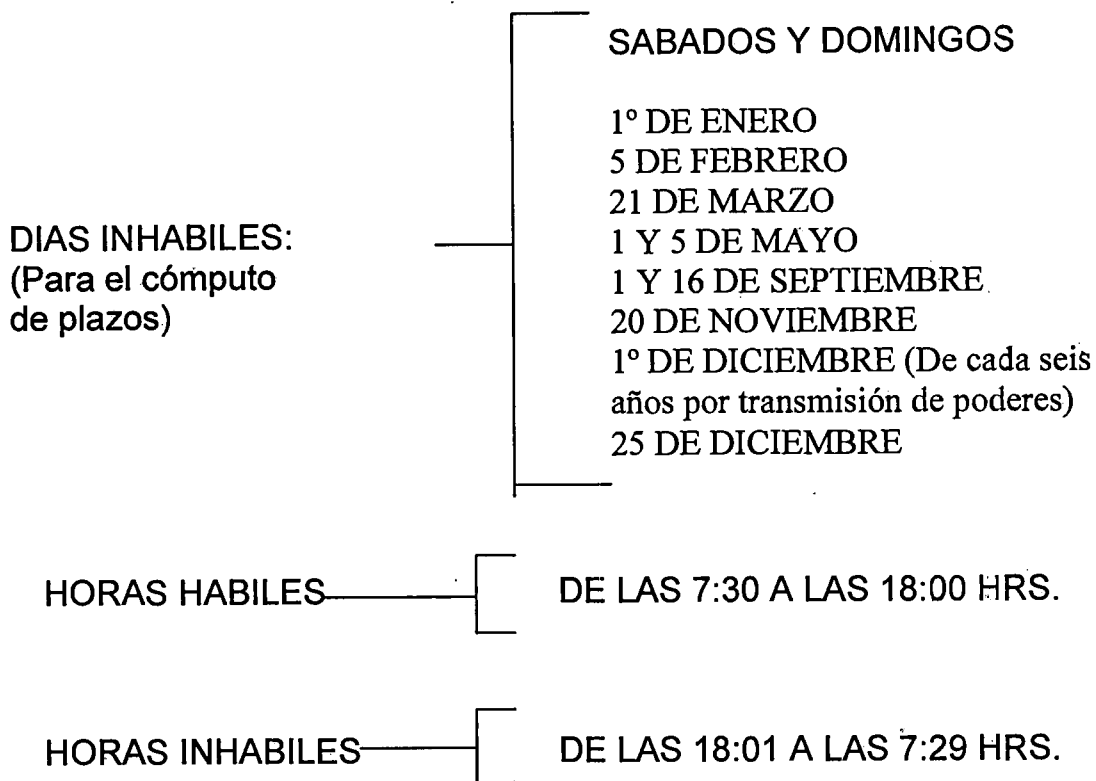 SABADOS Y DOMINGOS
1º DE ENERO
5 DE FEBRERO
21 DE MARZO
1 Y 5 DE MAYO
1 Y 16 DE SEPTIEMBRE
20 DE NOVIEMBRE
1º DE DICIEMBRE (De cada seis
años por transmisión de poderes)
25 DE DICIEMBRE
DIAS INHABILES:
(Para el cómputo
de plazos)
HORAS HABILES
DE LAS 7:30 A LAS 18:00 HRS.
HORAS INHABILES
DE LAS 18:01 A LAS 7:29 HRS.